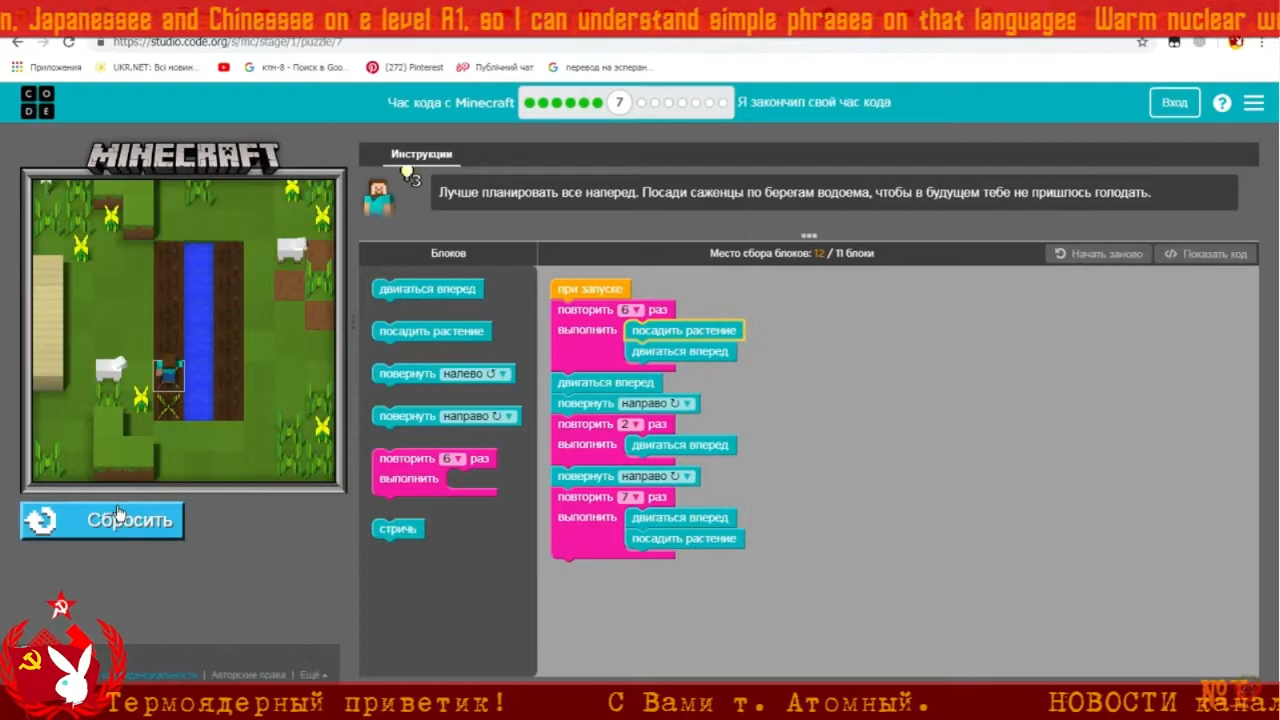 n, Japanessee and Chinessse on e level A1, so I can understand simple phrases on that languages Warm nuclear w
https://studio.code.org/s/mc/stage/1/puzzle/7
Приложения UKR.NET: Всі новин... ктм-8 - Поиск в Goo... (272) Pinterest Публічний чат перевод на эсперан...
CODE
Час кода с Minecraft 7 Я закончил свой час кода Вход ?
MINECRAFT
Инструкции
3
Лучше планировать все наперед. Посади саженцы по берегам водоема, чтобы в будущем тебе не пришлось голодать.
Блоков Место сбора блоков: 12 / 11 блоки Начать заново </> Показать код
двигаться вперед
посадить растение
повернуть налево ↺
повернуть направо ↻
повторить 6 раз
выполнить
стричь
при запуске
повторить 6 раз
выполнить посадить растение
двигаться вперед
двигаться вперед
повернуть направо ↻
повторить 2 раз
выполнить двигаться вперед
повернуть направо ↻
повторить 7 раз
выполнить двигаться вперед
посадить растение
Сбросить
Авторские права | Ещё
Термоядерный приветик! С Вами т. Атомный. НОВОСТИ канал